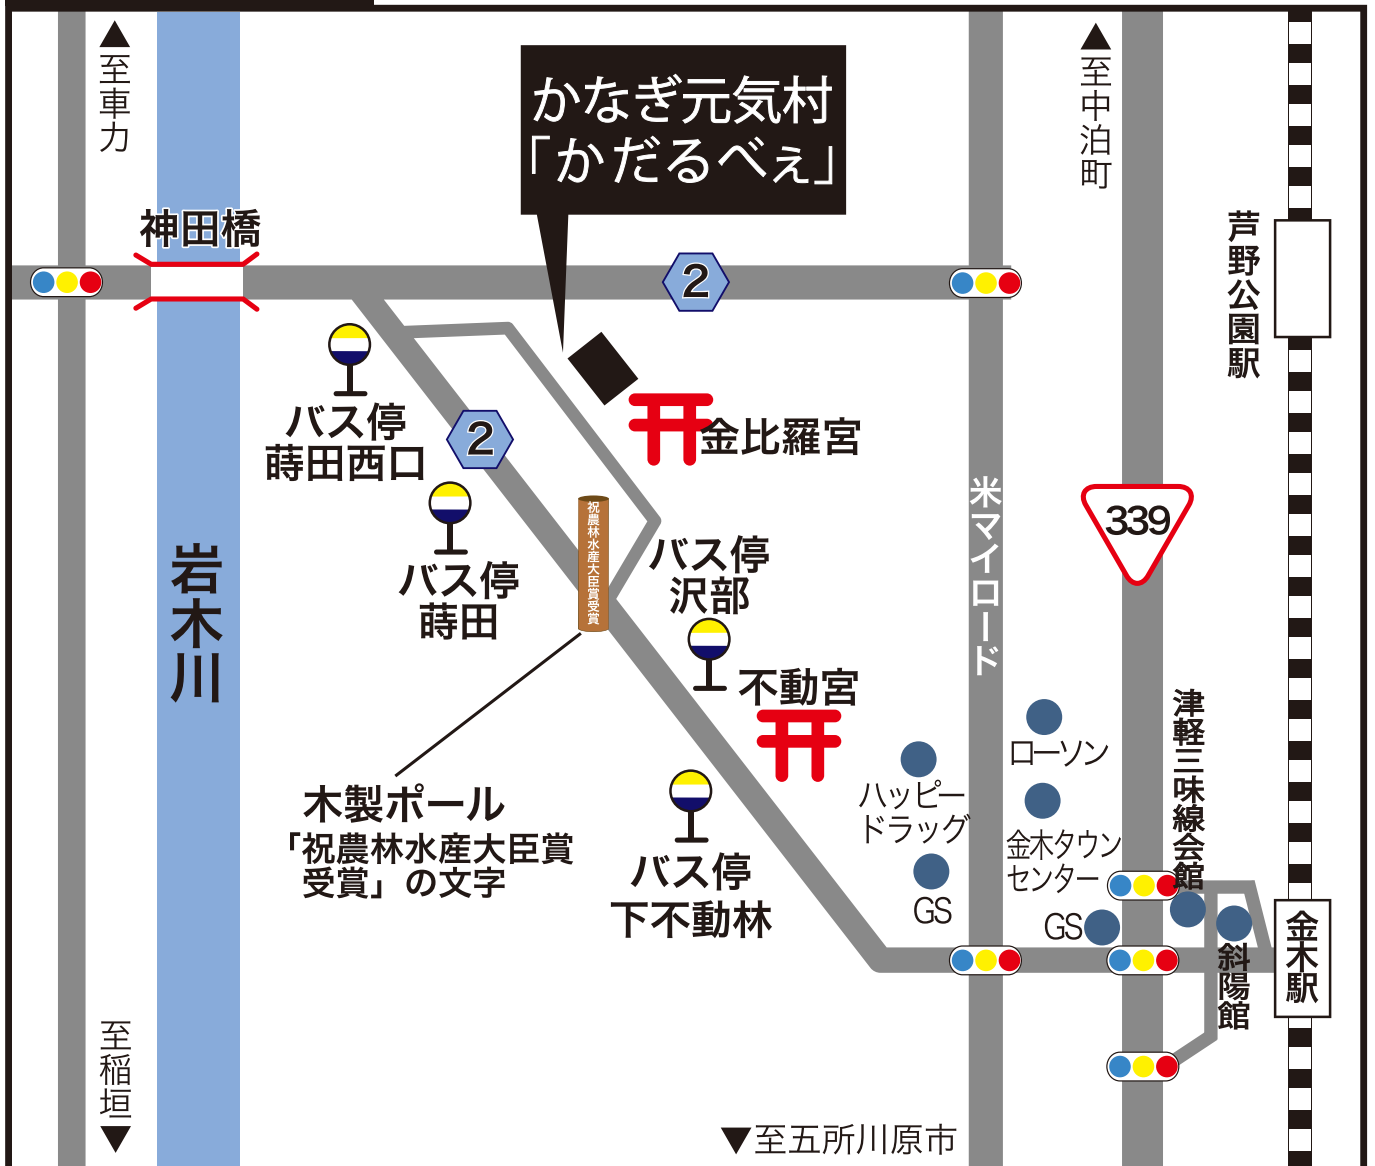 ▲至車力
▲至中泊町
かなぎ元気村
「かだるべぇ」
神田橋
芦野公園駅
2
バス停
蒔田西口
2
金比羅宮
バス停
蒔田
祝農林水産大臣賞受賞
バス停
沢部
米マイロード
339
岩木川
不動宮
木製ポール
「祝農林水産大臣賞
受賞」の文字
バス停
下不動林
ハッピー
ドラッグ
GS
ローソン
金木タウン
センター
GS
津軽三味線会館
斜陽館
金木駅
至稲垣▼
▼至五所川原市